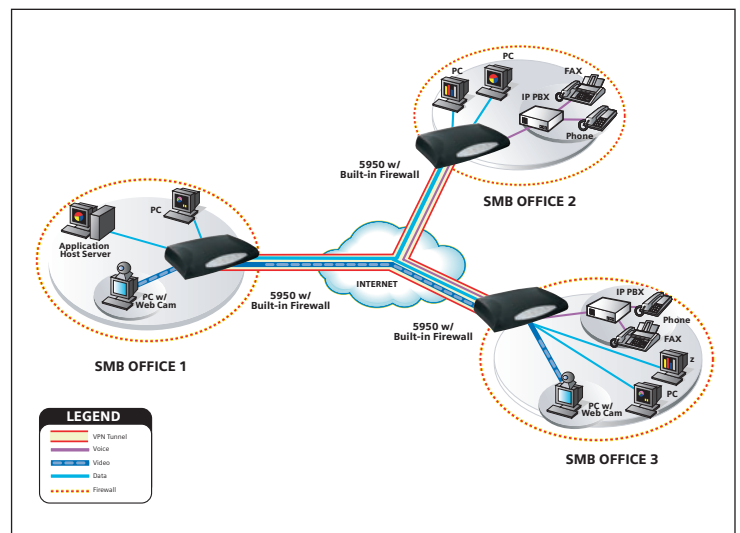 PC
PC
FAX
IP PBX
Phone
5950 w/
Built-in Firewall
SMB OFFICE 2
PC
Application
Host Server
PC w/
Web Cam
INTERNET
5950 w/
Built-in Firewall
SMB OFFICE 1
5950 w/
Built-in Firewall
IP PBX
Phone
FAX
z
PC
PC w/
Web Cam
SMB OFFICE 3
LEGEND
VPN Tunnel
Voice
Video
Data
Firewall